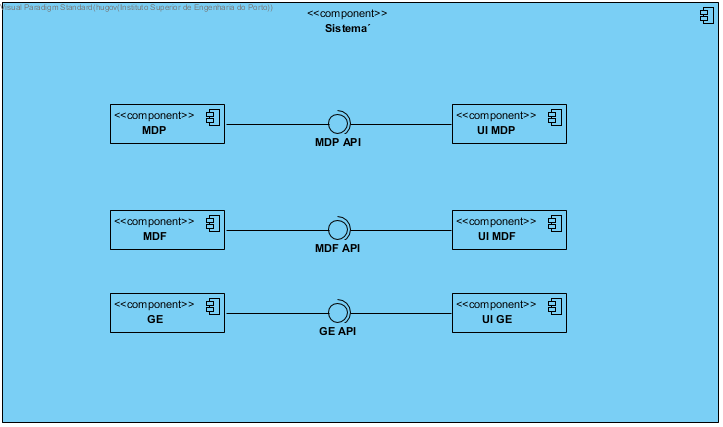 Visual Paradigm Standard(hugov(Instituto Superior de Engenharia do Porto))
<<component>>
Sistema´
<<component>>
MDP
MDP API
<<component>>
UI MDP
<<component>>
MDF
MDF API
<<component>>
UI MDF
<<component>>
GE
GE API
<<component>>
UI GE